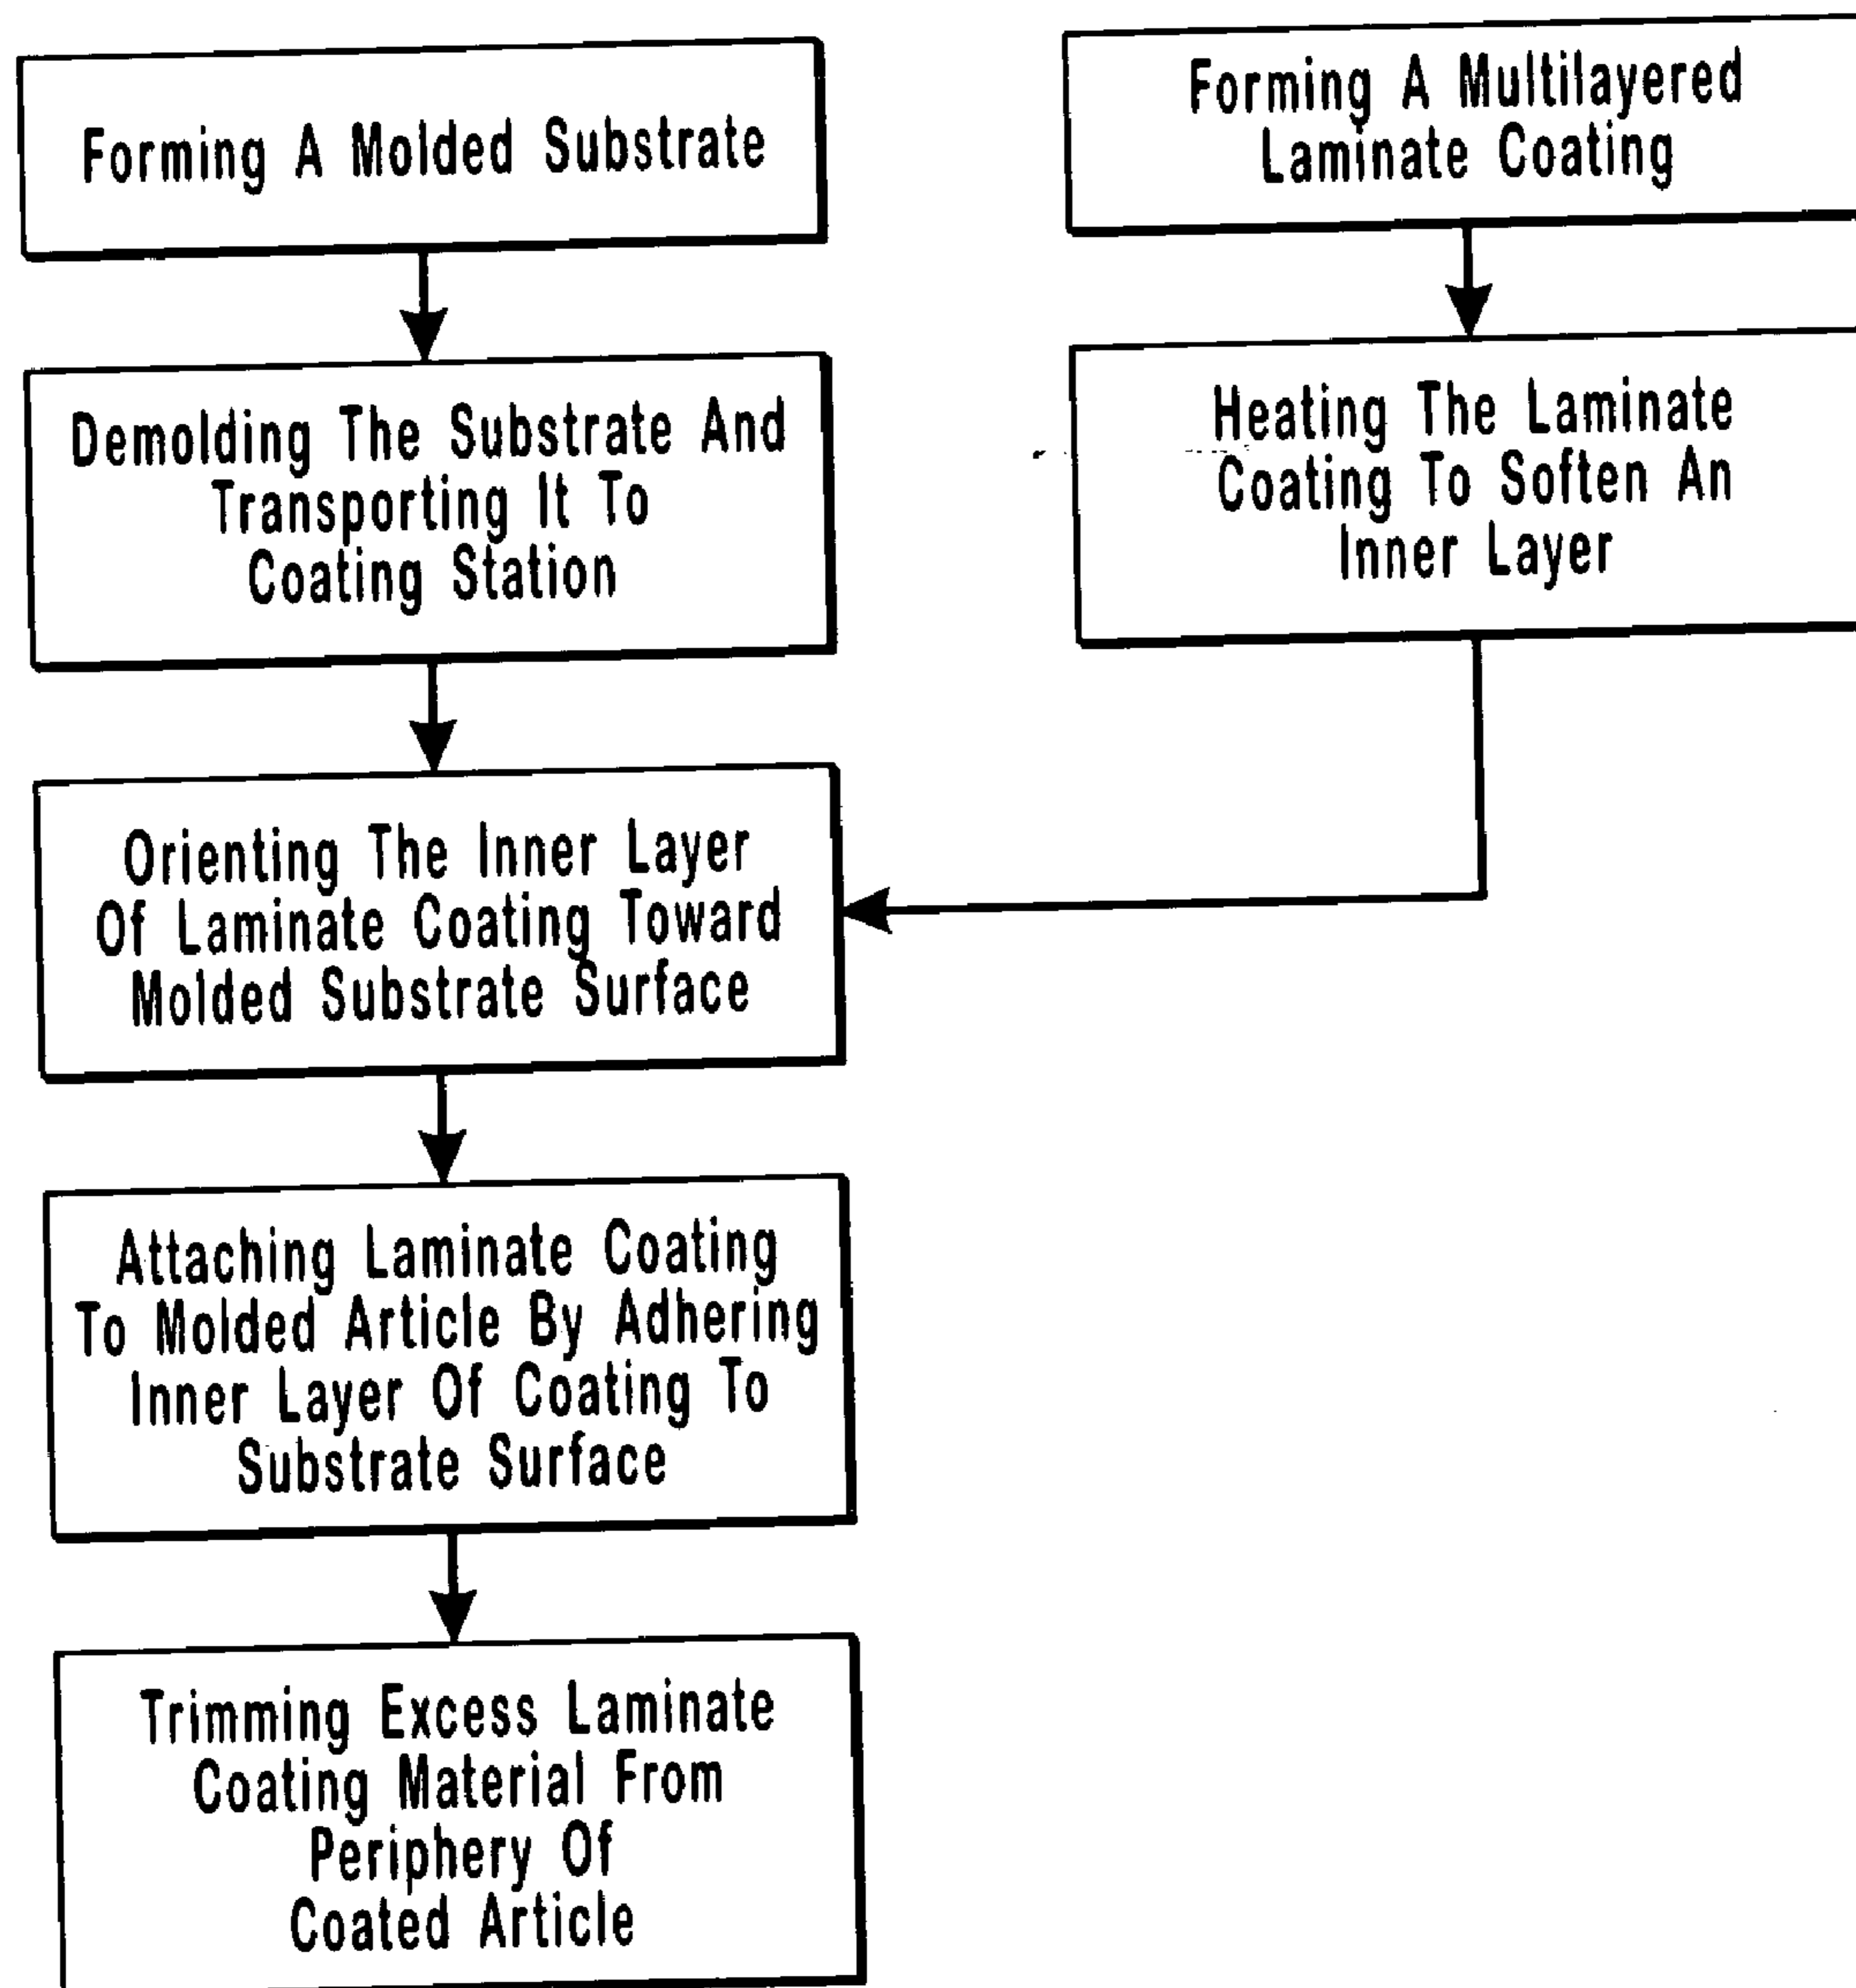 Forming A Molded Substrate
Demolding The Substrate And
Transporting It To
Coating Station
Orienting The Inner Layer
Of Laminate Coating Toward
Molded Substrate Surface
Attaching Laminate Coating
To Molded Article By Adhering
Inner Layer Of Coating To
Substrate Surface
Trimming Excess Laminate
Coating Material From
Periphery Of
Coated Article
Forming A Multilayered
Laminate Coating
Heating The Laminate
Coating To Soften An
Inner Layer